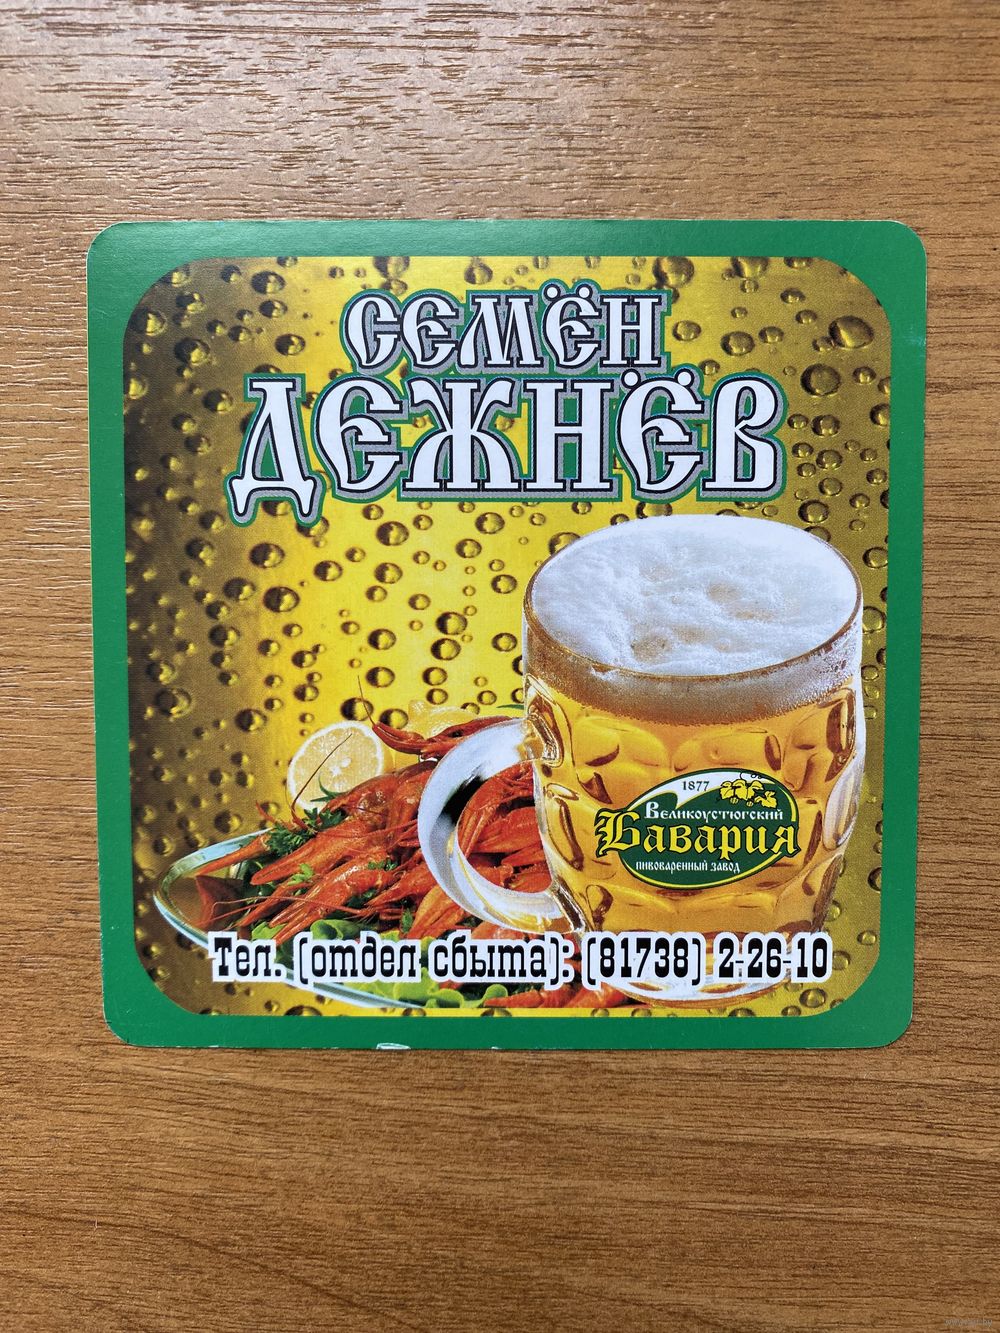 СЕМЁН
ДЕЖНЁВ
1877
ВЕЛИКОУСТЮГСКИЙ
БАВАРИЯ
ПИВОВАРЕННЫЙ ЗАВОД
Тел. (отдел сбыта): (81738) 2-26-10